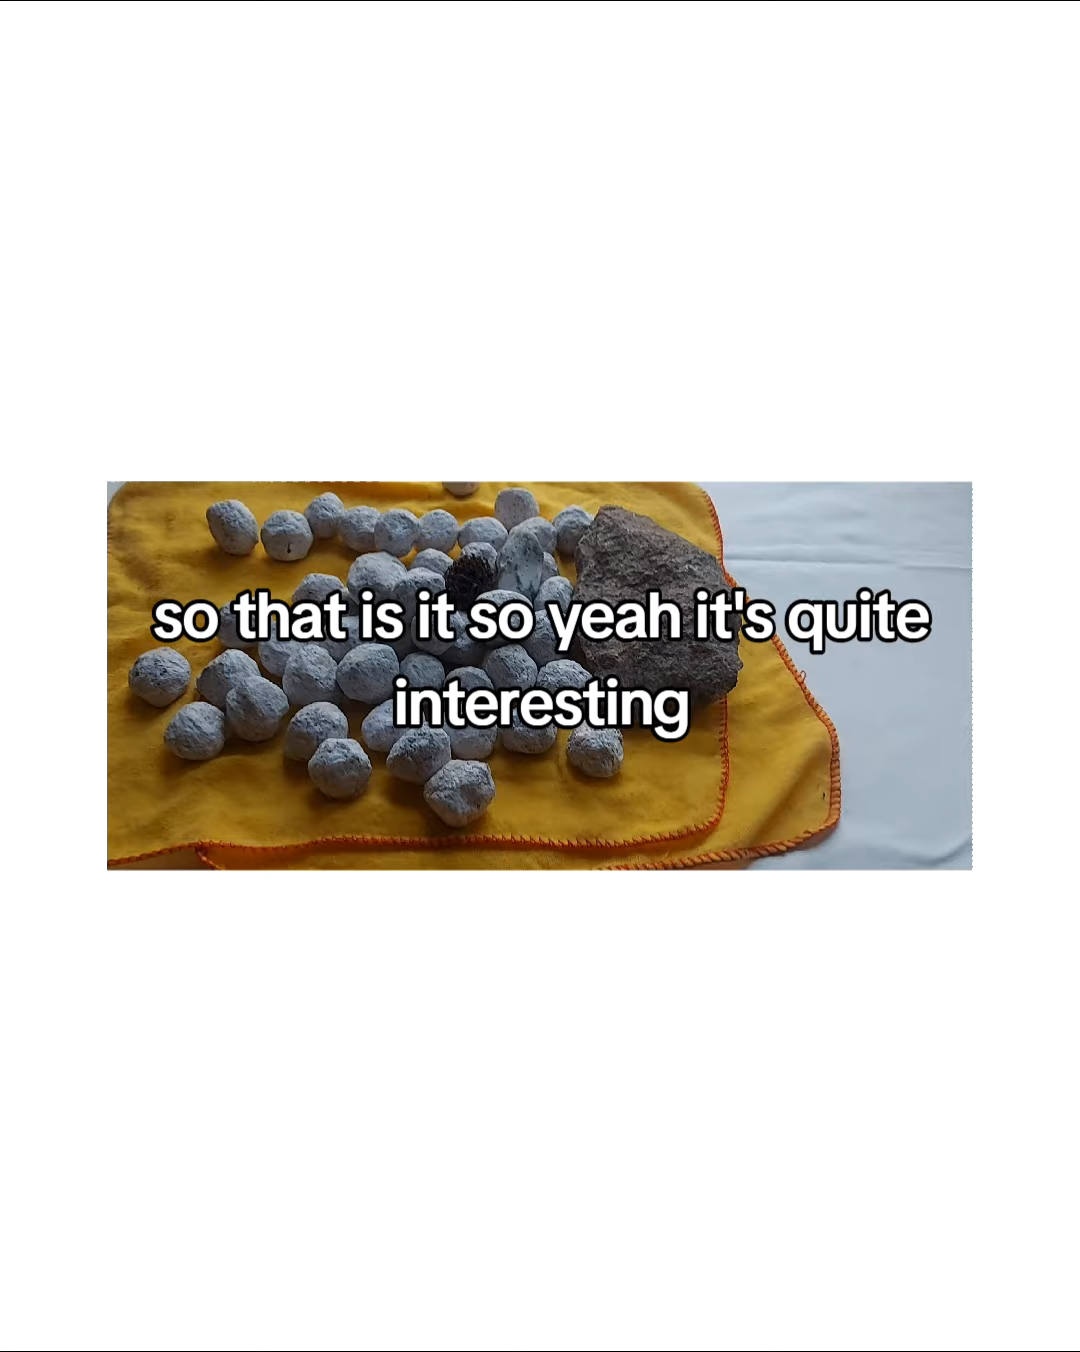 so that is it so yeah it's quite
interesting